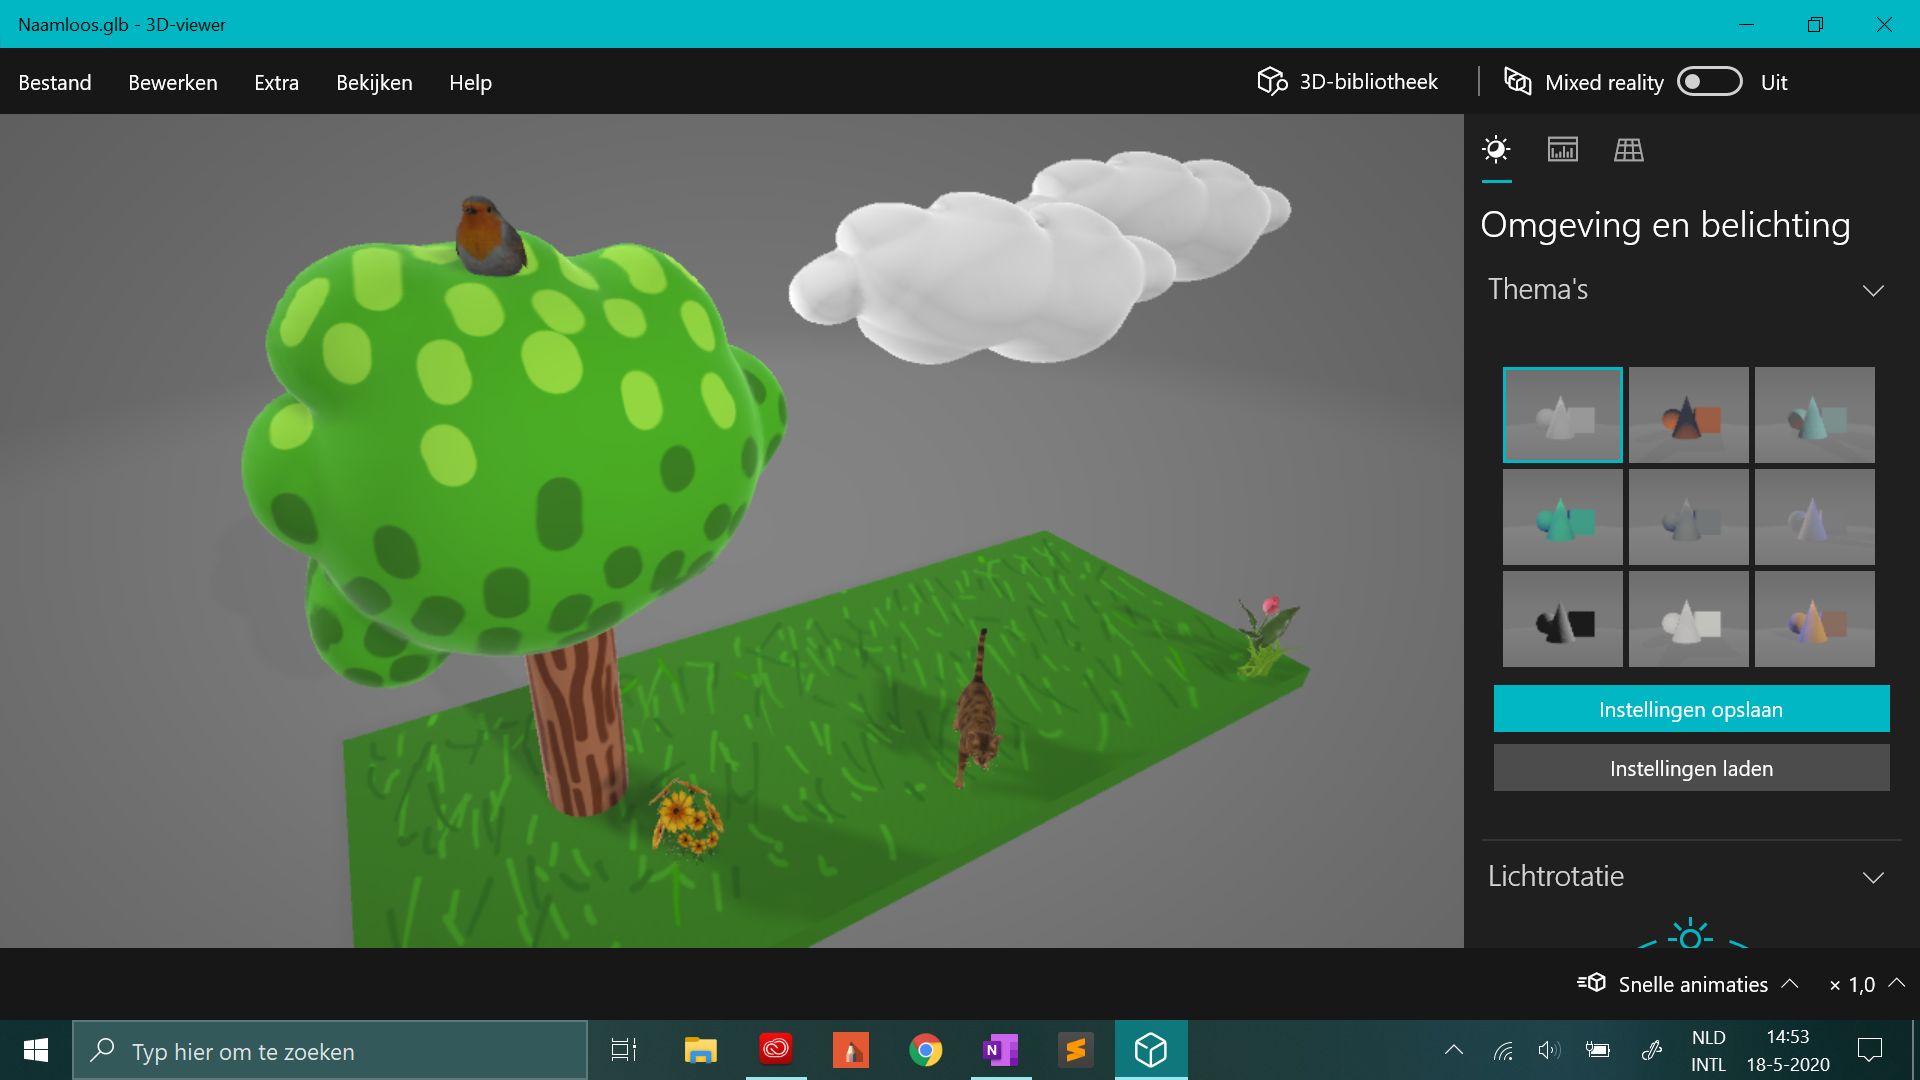 Naamloos.glb - 3D-viewer
Bestand Bewerken Extra Bekijken Help 3D-bibliotheek Mixed reality Uit
Omgeving en belichting
Thema's
Instellingen opslaan
Instellingen laden
Lichtrotatie
Snelle animaties × 1,0
Typ hier om te zoeken
N
NLD
INTL
14:53
18-5-2020